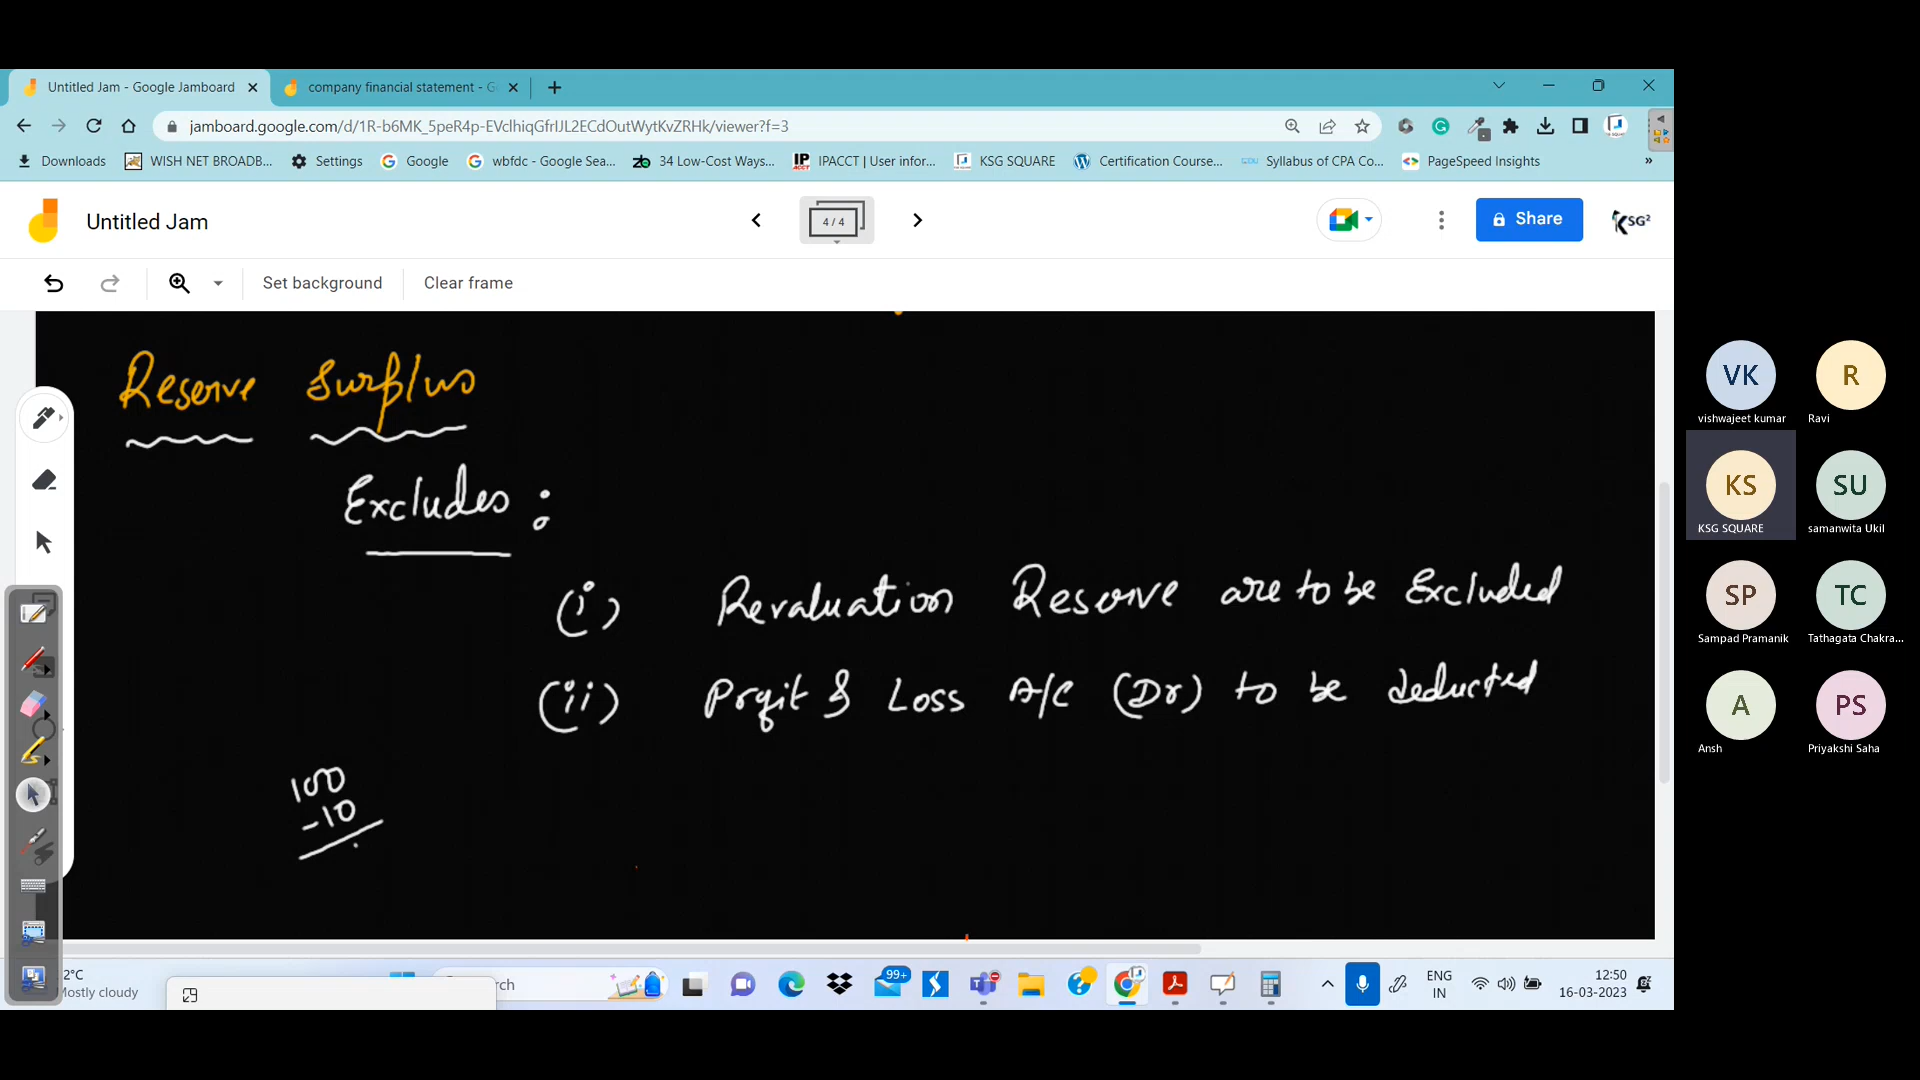 Untitled Jam - Google Jamboard
company financial statement - G
jamboard.google.com/d/1R-b6MK_5peR4p-EVclhiqGfrIJL2ECdOutWytKvZRHk/viewer?f=3
Downloads WISH NET BROADB... Settings Google wbfdc - Google Sea... 34 Low-Cost Ways... IPACCT | User infor... KSG SQUARE Certification Course... Syllabus of CPA Co... PageSpeed Insights »
Untitled Jam
4 / 4
Share
KSG²
Set background
Clear frame
Reserve Surplus
Excludes :
(i) Revaluation Reserve are to be Excluded
(ii) Profit & Loss A/C (Dr) to be deducted
100
-10
VK
vishwajeet kumar
R
Ravi
KS
KSG SQUARE
SU
samanwita Ukil
SP
Sampad Pramanik
TC
Tathagata Chakra...
A
Ansh
PS
Priyakshi Saha
2°C
Mostly cloudy
rch
99+
ENG
IN
12:50
16-03-2023